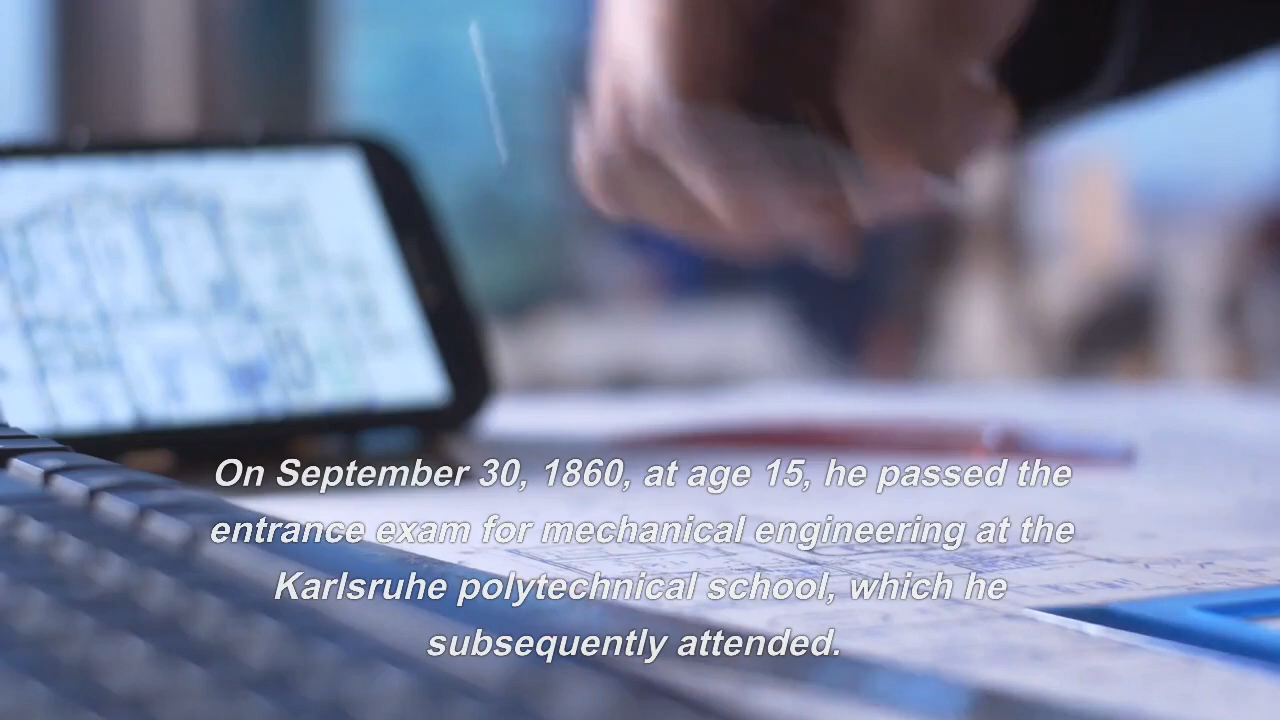 On September 30, 1860, at age 15, he passed the
entrance exam for mechanical engineering at the
Karlsruhe polytechnical school, which he
subsequently attended.